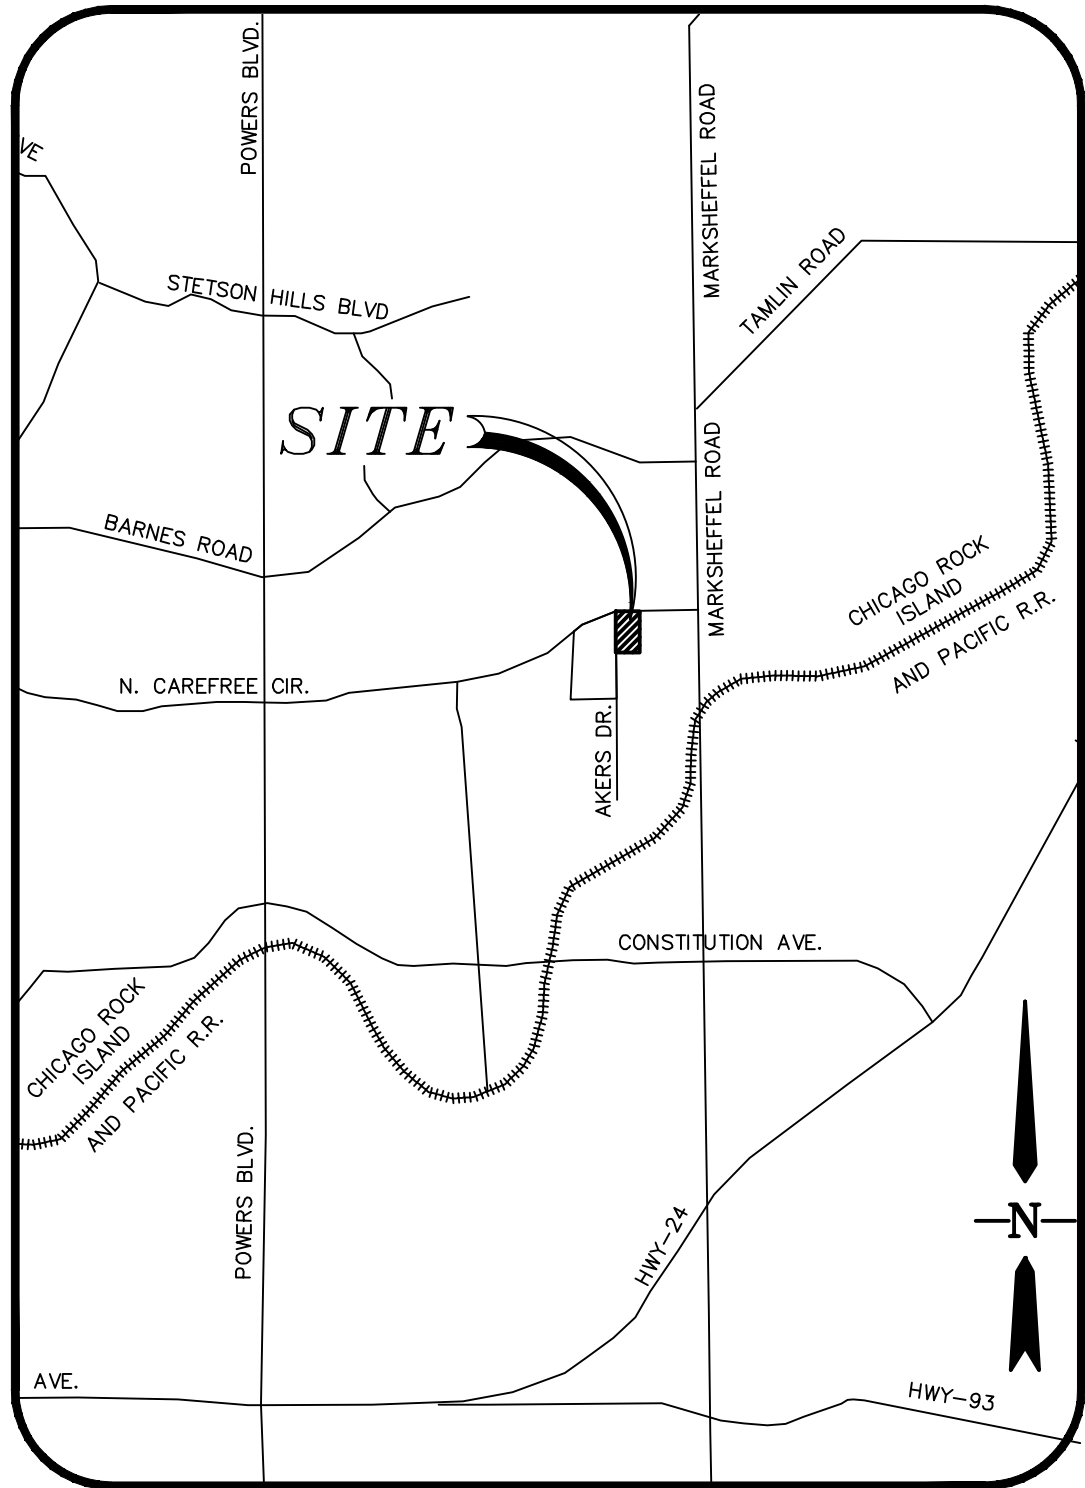 POWERS BLVD.
MARKSHEFFEL ROAD
VE
TAMLIN ROAD
STETSON HILLS BLVD
SITE
MARKSHEFFEL ROAD
BARNES ROAD
CHICAGO ROCK
ISLAND
AND PACIFIC R.R.
N. CAREFREE CIR.
AKERS DR.
CONSTITUTION AVE.
CHICAGO ROCK
ISLAND
AND PACIFIC R.R.
POWERS BLVD.
HWY-24
N
AVE.
HWY-93